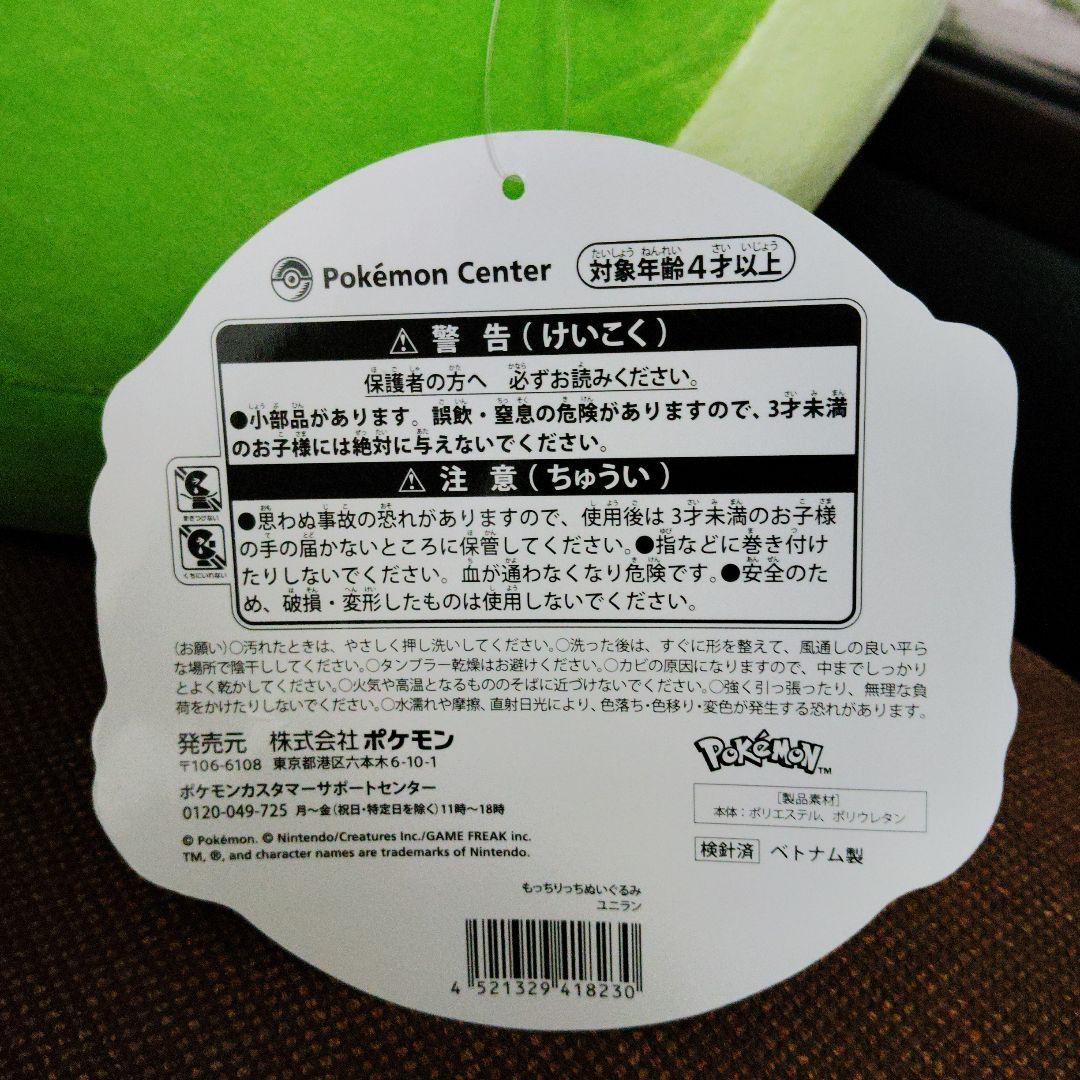 Pokémon Center 対象年齢4才以上
⚠ 警 告(けいこく)
保護者の方へ 必ずお読みください。
●小部品があります。誤飲・窒息の危険がありますので、3才未満
のお子様には絶対に与えないでください。
⚠ 注 意(ちゅうい)
まきつけない
くちにいれない
●思わぬ事故の恐れがありますので、使用後は3才未満のお子様
の手の届かないところに保管してください。●指などに巻き付け
たりしないでください。血が通わなくなり危険です。●安全のた
め、破損・変形したものは使用しないでください。
(お願い)○汚れたときは、やさしく押し洗いしてください。○洗った後は、すぐに形を整えて、風通しの良い平ら
な場所で陰干ししてください。○タンブラー乾燥はお避けください。○カビの原因になりますので、中までしっかり
とよく乾かしてください。○火気や高温となるもののそばに近づけないでください。○強く引っ張ったり、無理な負
荷をかけたりしないでください。○水濡れや摩擦、直射日光により、色落ち・色移り・変色が発生する恐れがあります。
発売元 株式会社ポケモン
〒106-6108 東京都港区六本木6-10-1
ポケモンカスタマーサポートセンター
0120-049-725 月～金(祝日・特定日を除く)11時～18時
© Pokémon. © Nintendo/Creatures Inc./GAME FREAK inc.
TM, ®, and character names are trademarks of Nintendo.
POKéMON™
[製品素材]
本体：ポリエステル、ポリウレタン
検針済 ベトナム製
もっちりっちぬいぐるみ
ユニラン
4 521329 418230